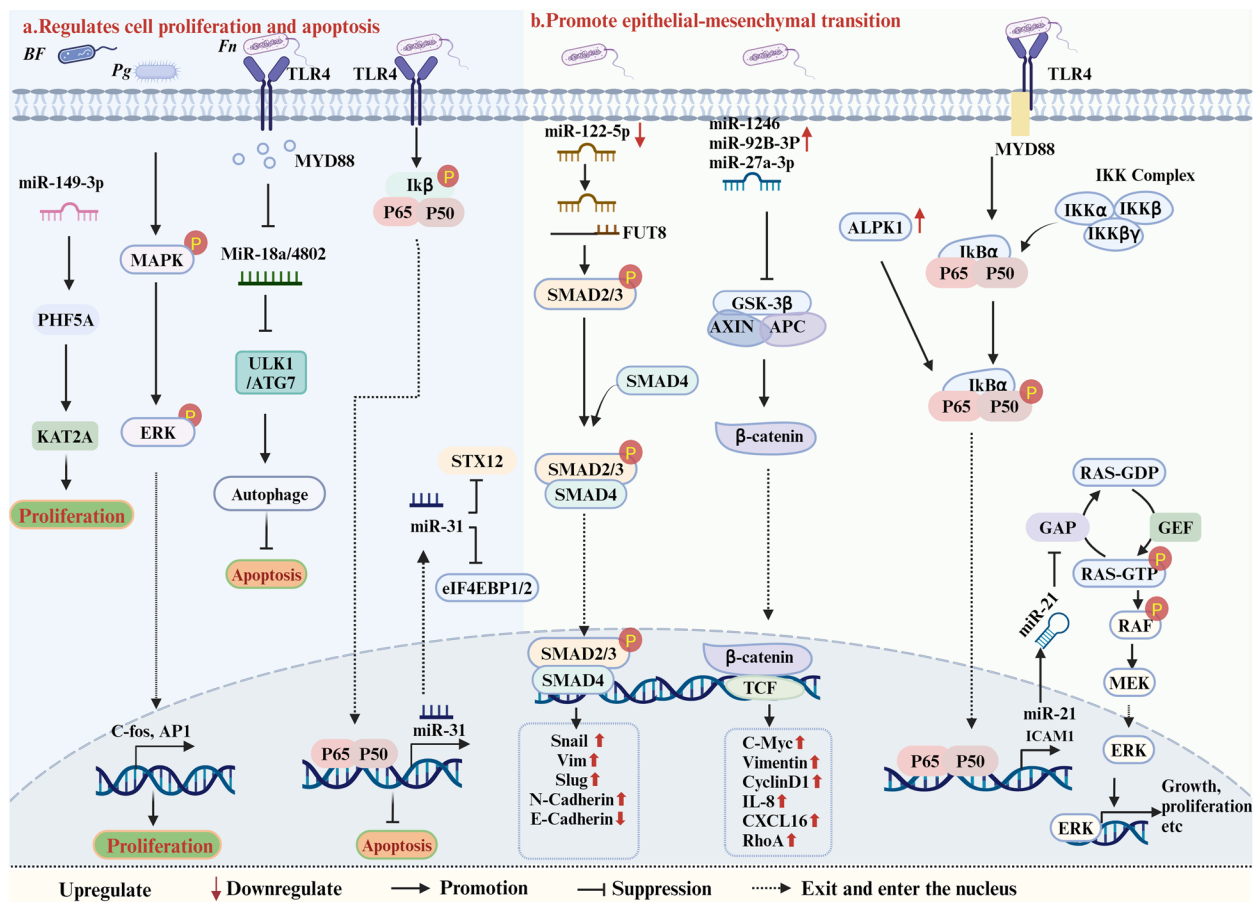 a.Regulates cell proliferation and apoptosis
b.Promote epithelial-mesenchymal transition
BF
Pg
Fn
TLR4
TLR4
TLR4
miR-149-3p
PHF5A
KAT2A
Proliferation
MAPK
P
ERK
P
C-fos, AP1
Proliferation
MYD88
MiR-18a/4802
ULK1
/ATG7
Autophage
Apoptosis
Ikβ
P
P65
P50
STX12
miR-31
eIF4EBP1/2
miR-31
P65
P50
Apoptosis
miR-122-5p
FUT8
SMAD2/3
P
SMAD4
SMAD2/3
P
SMAD4
SMAD2/3
P
SMAD4
Snail
Vim
Slug
N-Cadherin
E-Cadherin
miR-1246
miR-92B-3P
miR-27a-3p
GSK-3β
AXIN
APC
β-catenin
β-catenin
TCF
C-Myc
Vimentin
CyclinD1
IL-8
CXCL16
RhoA
MYD88
IKK Complex
IKKα
IKKβ
IKKβγ
ALPK1
IkBα
P65
P50
IkBα
P65
P50
P
P65
P50
miR-21
ICAM1
miR-21
RAS-GDP
GAP
GEF
RAS-GTP
P
RAF
P
MEK
ERK
ERK
Growth,
proliferation
etc
Upregulate
Downregulate
Promotion
Suppression
Exit and enter the nucleus